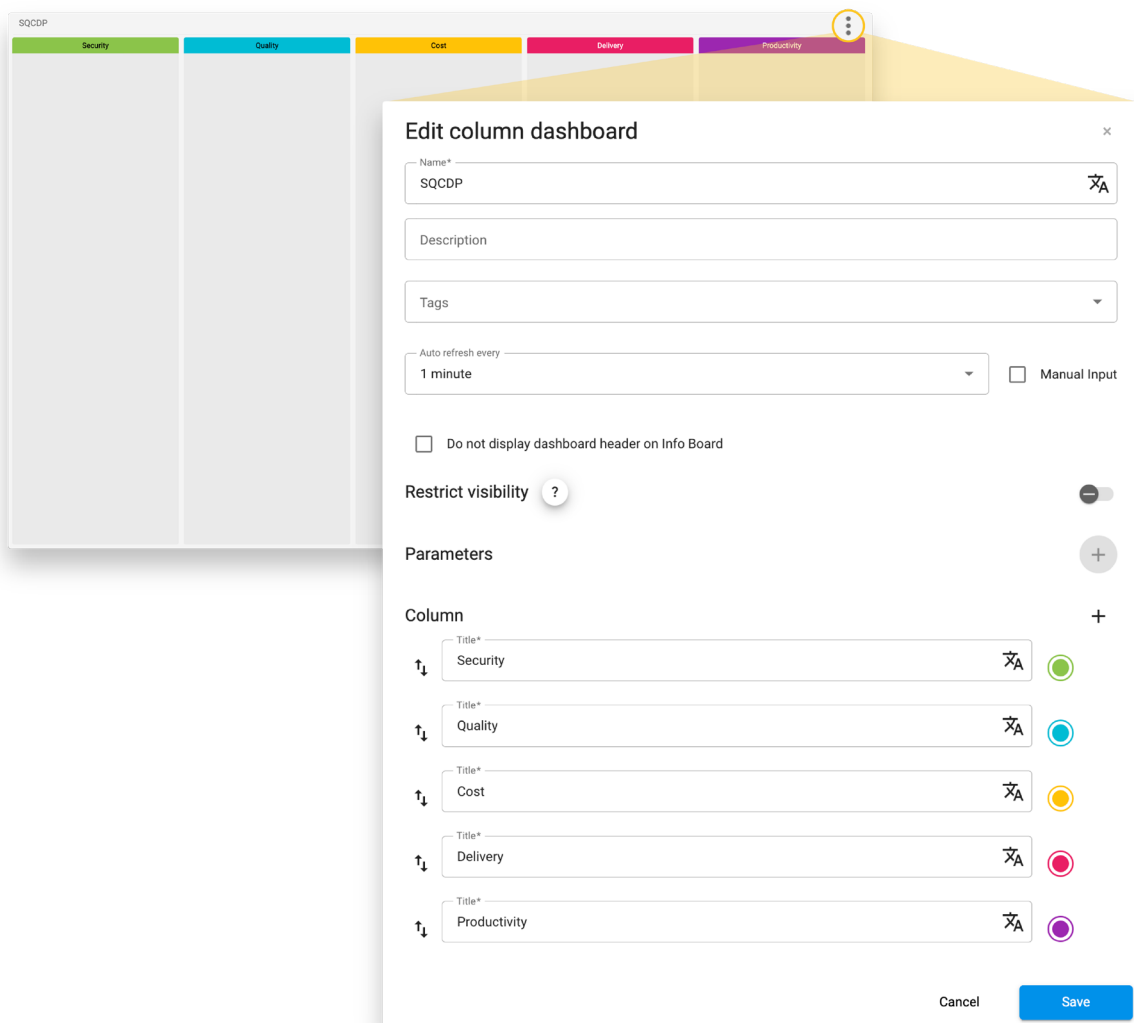 SQCDP
Security Quality Cost Delivery Productivity
Edit column dashboard ×
Name*
SQCDP
Description
Tags
Auto refresh every
1 minute Manual Input
Do not display dashboard header on Info Board
Restrict visibility ?
Parameters +
Column +
Title*
Security
Title*
Quality
Title*
Cost
Title*
Delivery
Title*
Productivity
Cancel Save